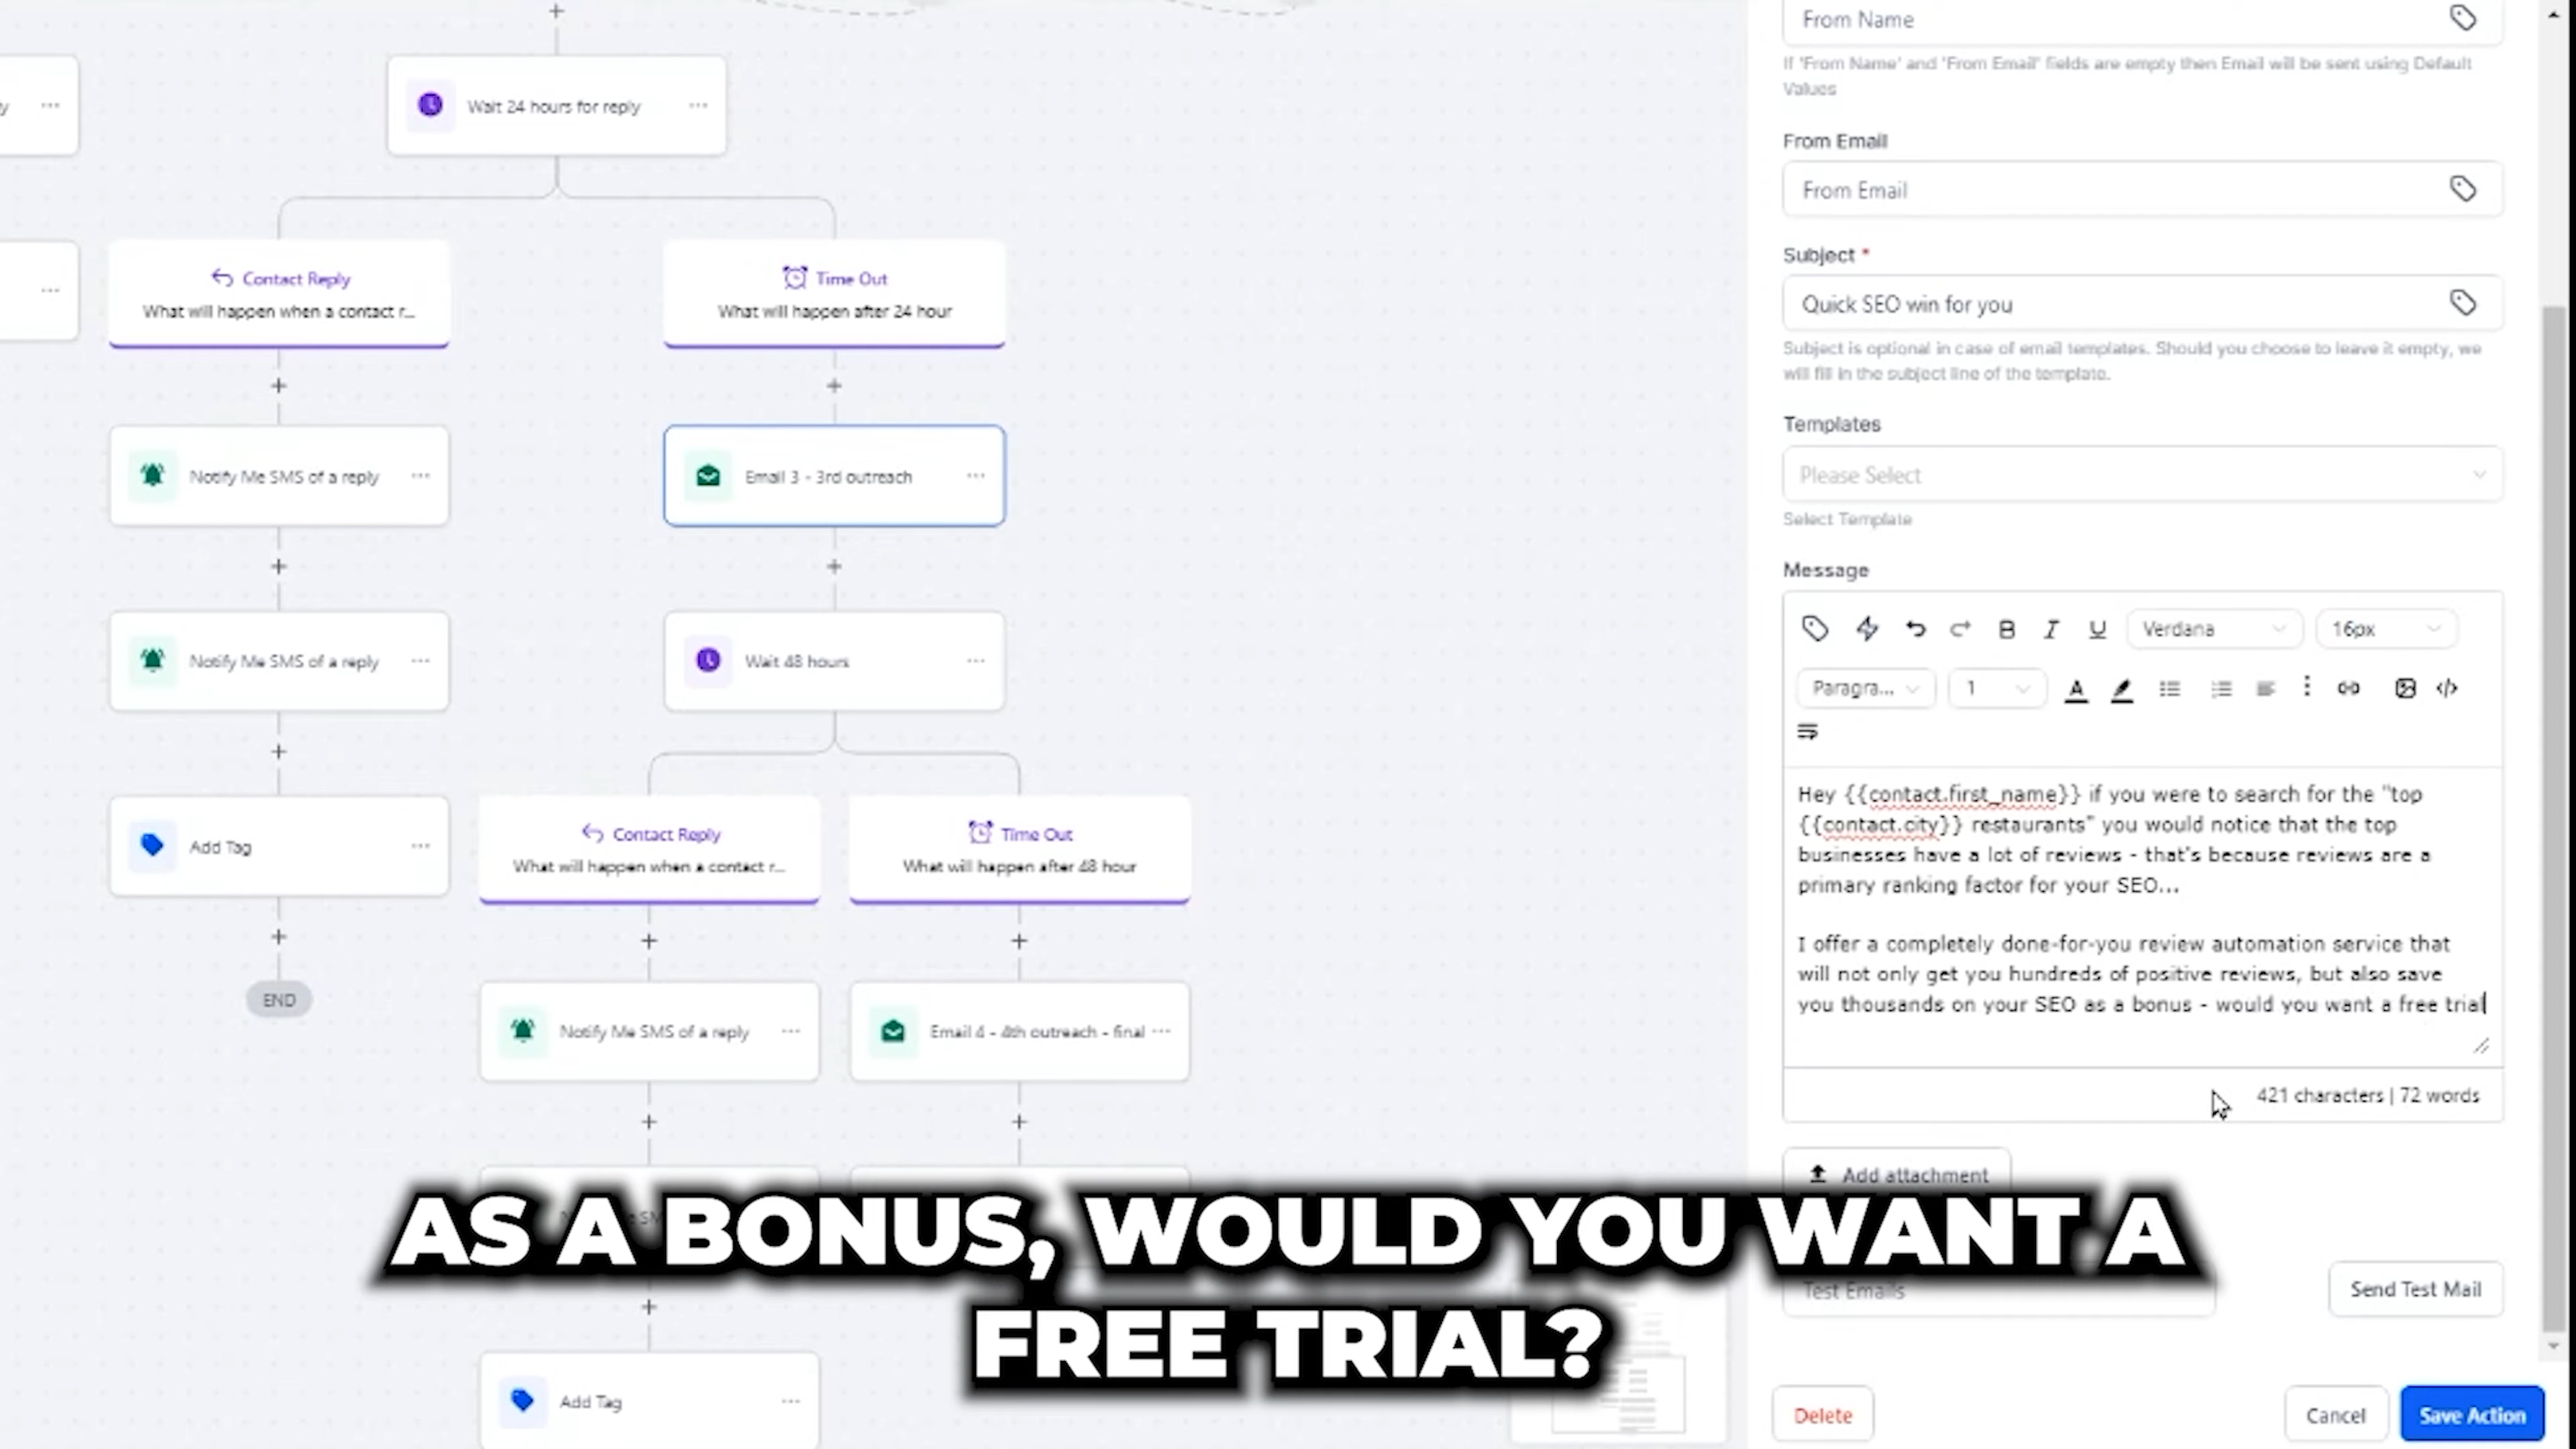 Wait 24 hours for reply
Contact Reply
What will happen when a contact r...
Time Out
What will happen after 24 hour
Notify Me SMS of a reply
Email 3 - 3rd outreach
Notify Me SMS of a reply
Wait 48 hours
Add Tag
Contact Reply
What will happen when a contact r...
Time Out
What will happen after 48 hour
END
Notify Me SMS of a reply
Email 4 - 4th outreach - final
Add Tag
From Name
If 'From Name' and 'From Email' fields are empty then Email will be sent using Default
Values
From Email
From Email
Subject *
Quick SEO win for you
Subject is optional in case of email templates. Should you choose to leave it empty, we
will fill in the subject line of the template.
Templates
Please Select
Select Template
Message
B I U Verdana 16px
Paragra... 1 A
Hey {{contact.first_name}} if you were to search for the "top
{{contact.city}} restaurants" you would notice that the top
businesses have a lot of reviews - that's because reviews are a
primary ranking factor for your SEO...
I offer a completely done-for-you review automation service that
will not only get you hundreds of positive reviews, but also save
you thousands on your SEO as a bonus - would you want a free trial
421 characters | 72 words
Add attachment
Test Emails
Send Test Mail
Delete
Cancel
Save Action
AS A BONUS, WOULD YOU WANT A
FREE TRIAL?